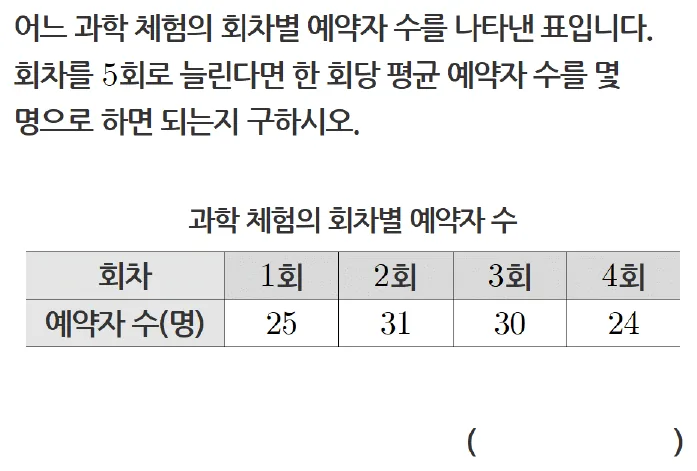 어느 과학 체험의 회차별 예약자 수를 나타낸 표입니다.
회차를 5회로 늘린다면 한 회당 평균 예약자 수를 몇
명으로 하면 되는지 구하시오.
과학 체험의 회차별 예약자 수
회차 1회 2회 3회 4회
예약자 수(명) 25 31 30 24
( )